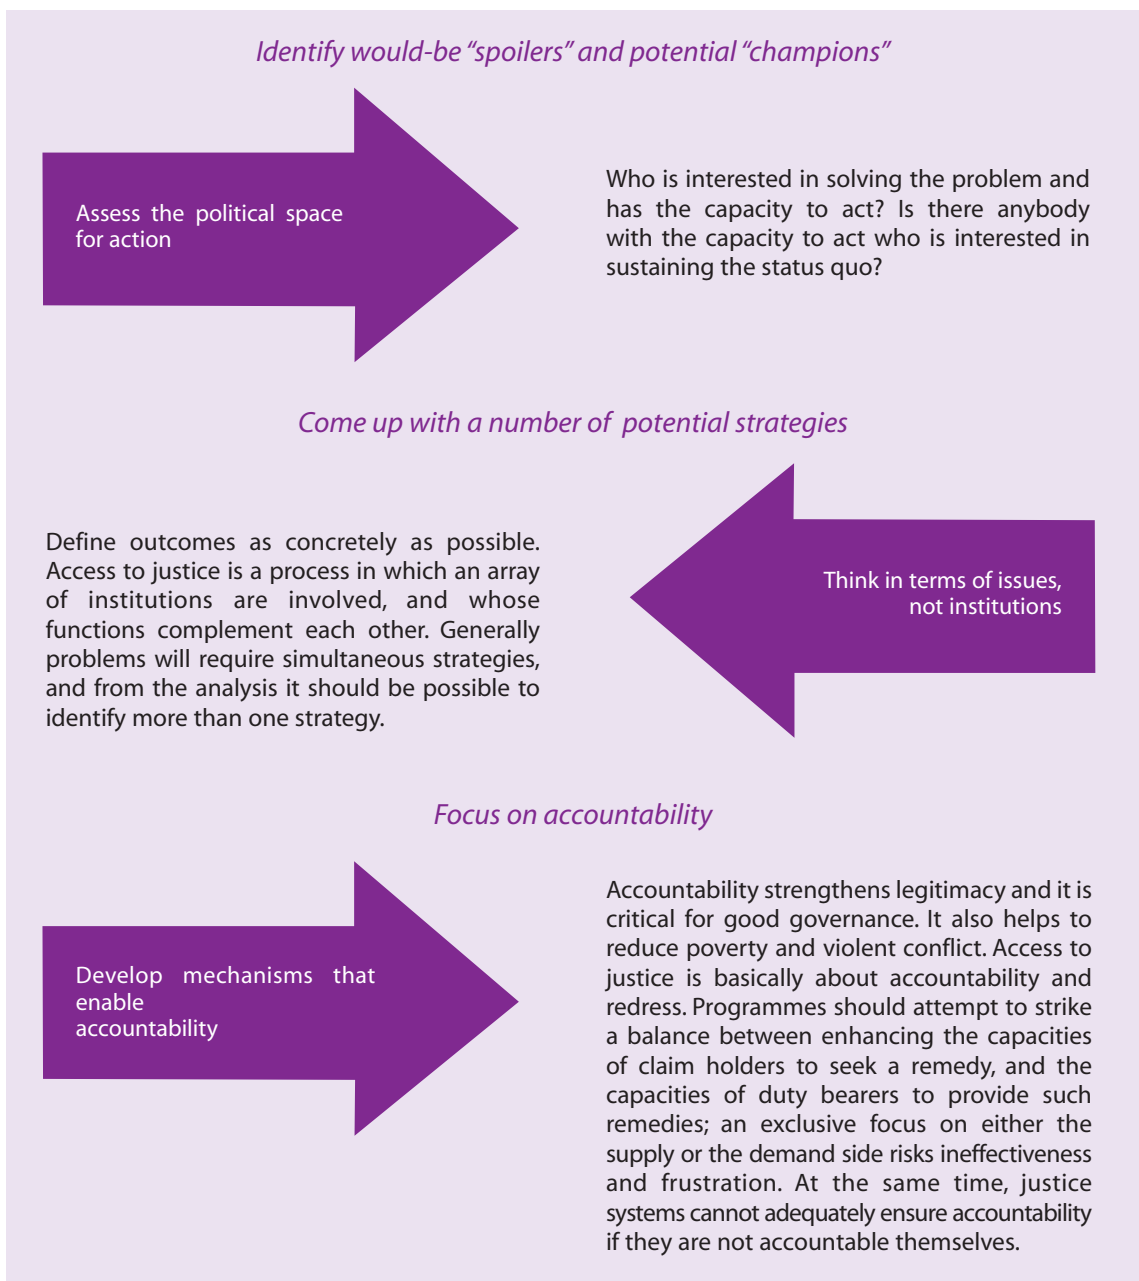 Identify would-be “spoilers” and potential “champions”
Assess the political space
for action
Who is interested in solving the problem and
has the capacity to act? Is there anybody
with the capacity to act who is interested in
sustaining the status quo?
Come up with a number of potential strategies
Define outcomes as concretely as possible.
Access to justice is a process in which an array
of institutions are involved, and whose
functions complement each other. Generally
problems will require simultaneous strategies,
and from the analysis it should be possible to
identify more than one strategy.
Think in terms of issues,
not institutions
Focus on accountability
Develop mechanisms that
enable
accountability
Accountability strengthens legitimacy and it is
critical for good governance. It also helps to
reduce poverty and violent conflict. Access to
justice is basically about accountability and
redress. Programmes should attempt to strike
a balance between enhancing the capacities
of claim holders to seek a remedy, and the
capacities of duty bearers to provide such
remedies; an exclusive focus on either the
supply or the demand side risks ineffectiveness
and frustration. At the same time, justice
systems cannot adequately ensure accountability
if they are not accountable themselves.